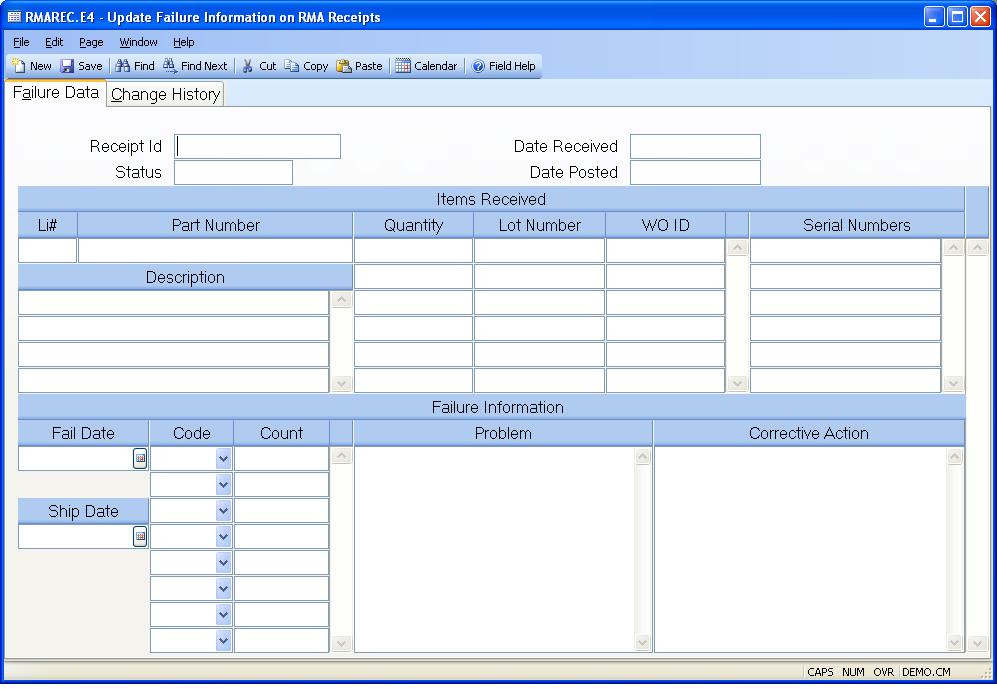 RMAREC.E4 - Update Failure Information on RMA Receipts
File Edit Page Window Help
New Save Find Find Next Cut Copy Paste Calendar Field Help
Failure Data Change History
Receipt Id Date Received
Status Date Posted
Items Received
Li# Part Number Quantity Lot Number WO ID Serial Numbers
Description
Failure Information
Fail Date Code Count Problem Corrective Action
Ship Date
CAPS NUM OVR DEMO.CM